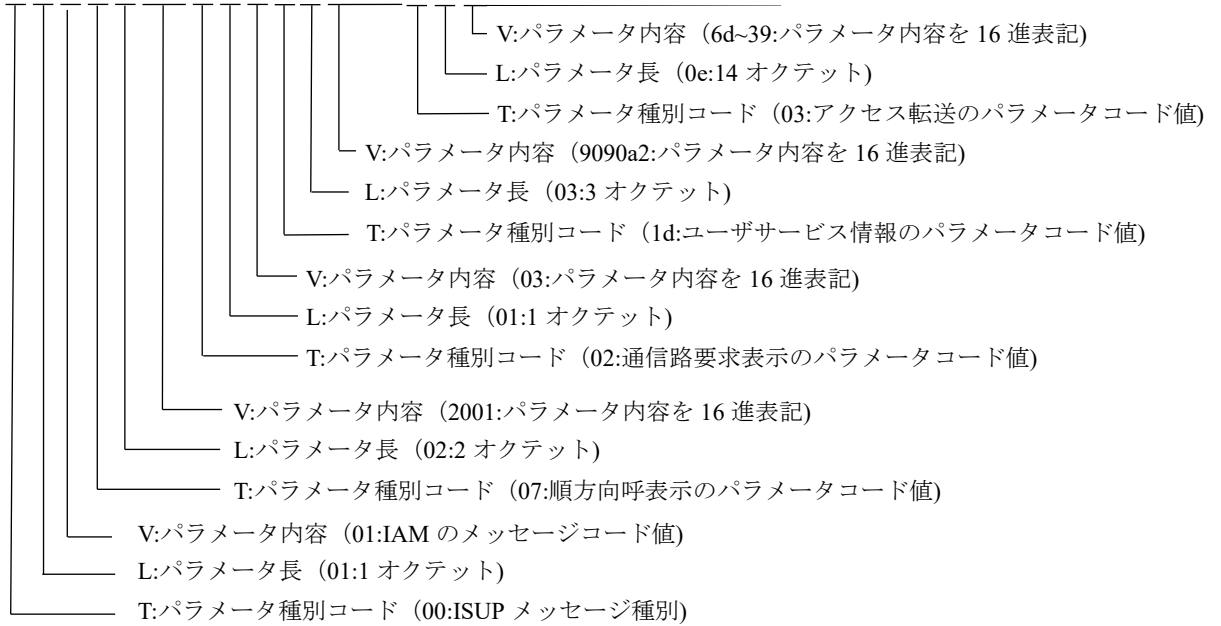 V:パラメータ内容（6d~39:パラメータ内容を 16 進表記)
L:パラメータ長（0e:14 オクテット)
T:パラメータ種別コード（03:アクセス転送のパラメータコード値)
V:パラメータ内容（9090a2:パラメータ内容を 16 進表記)
L:パラメータ長（03:3 オクテット)
T:パラメータ種別コード（1d:ユーザサービス情報のパラメータコード値)
V:パラメータ内容（03:パラメータ内容を 16 進表記)
L:パラメータ長（01:1 オクテット)
T:パラメータ種別コード（02:通信路要求表示のパラメータコード値)
V:パラメータ内容（2001:パラメータ内容を 16 進表記)
L:パラメータ長（02:2 オクテット)
T:パラメータ種別コード（07:順方向呼表示のパラメータコード値)
V:パラメータ内容（01:IAM のメッセージコード値)
L:パラメータ長（01:1 オクテット)
T:パラメータ種別コード（00:ISUP メッセージ種別)